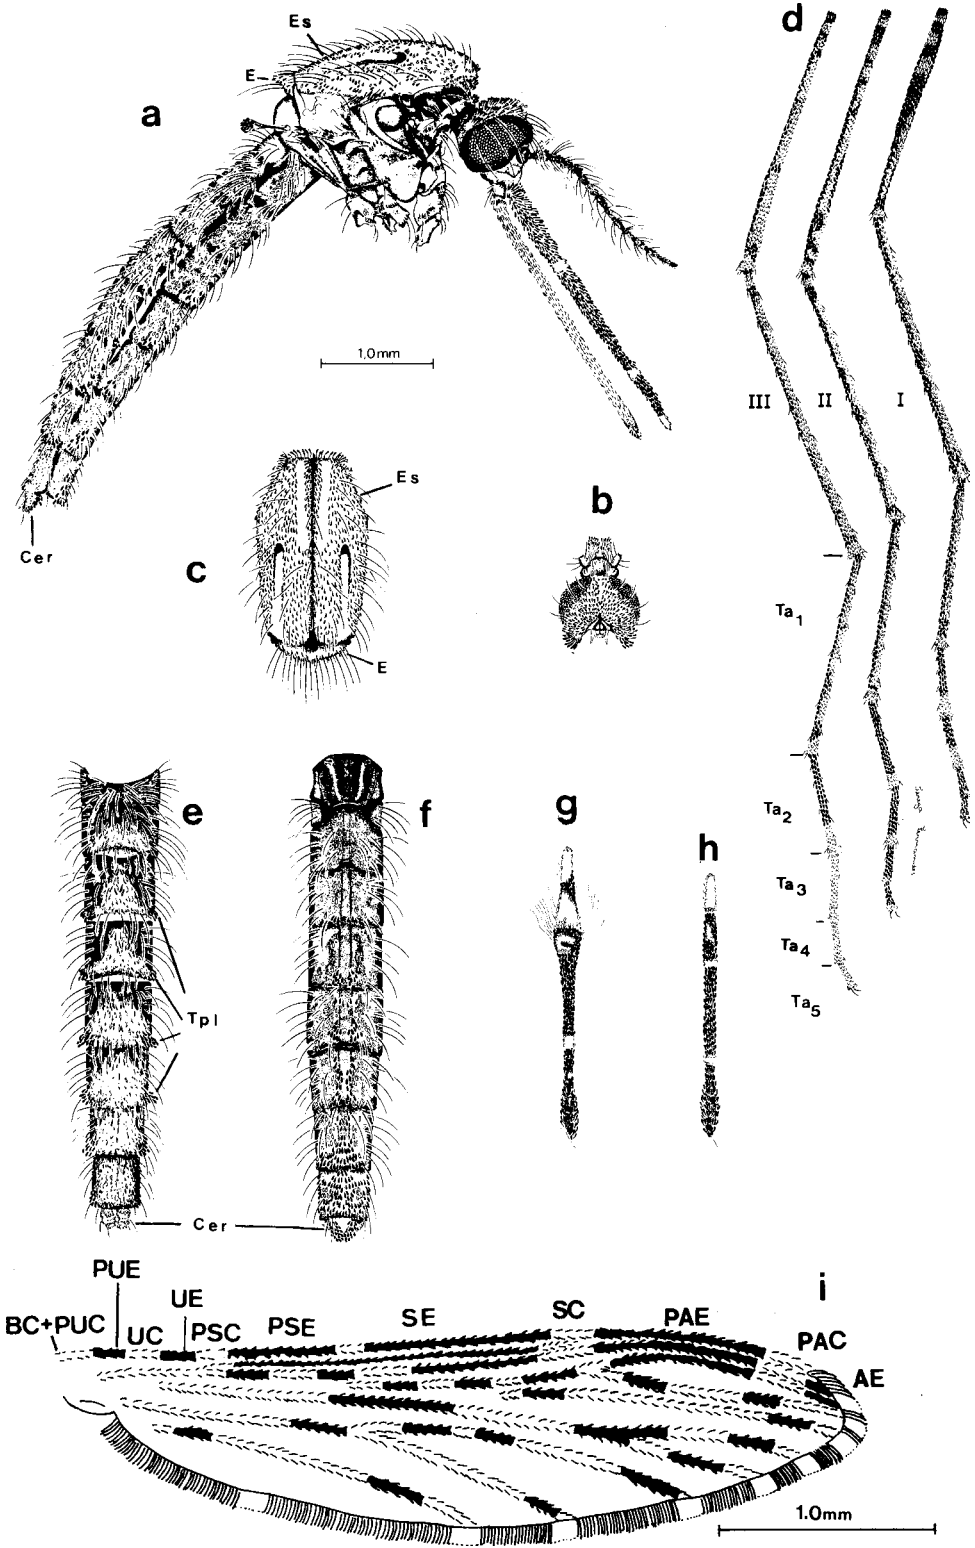 Es
d
E
a
1,0mm
III II I
Es
b
Cer
c
Ta1
E
e
f
g
Ta2
h
Ta3
Ta4
Ta5
Tpl
Cer
PUE
i
UE
SE
SC
PAE
BC+PUC
UC
PSC
PSE
PAC
AE
1.0mm